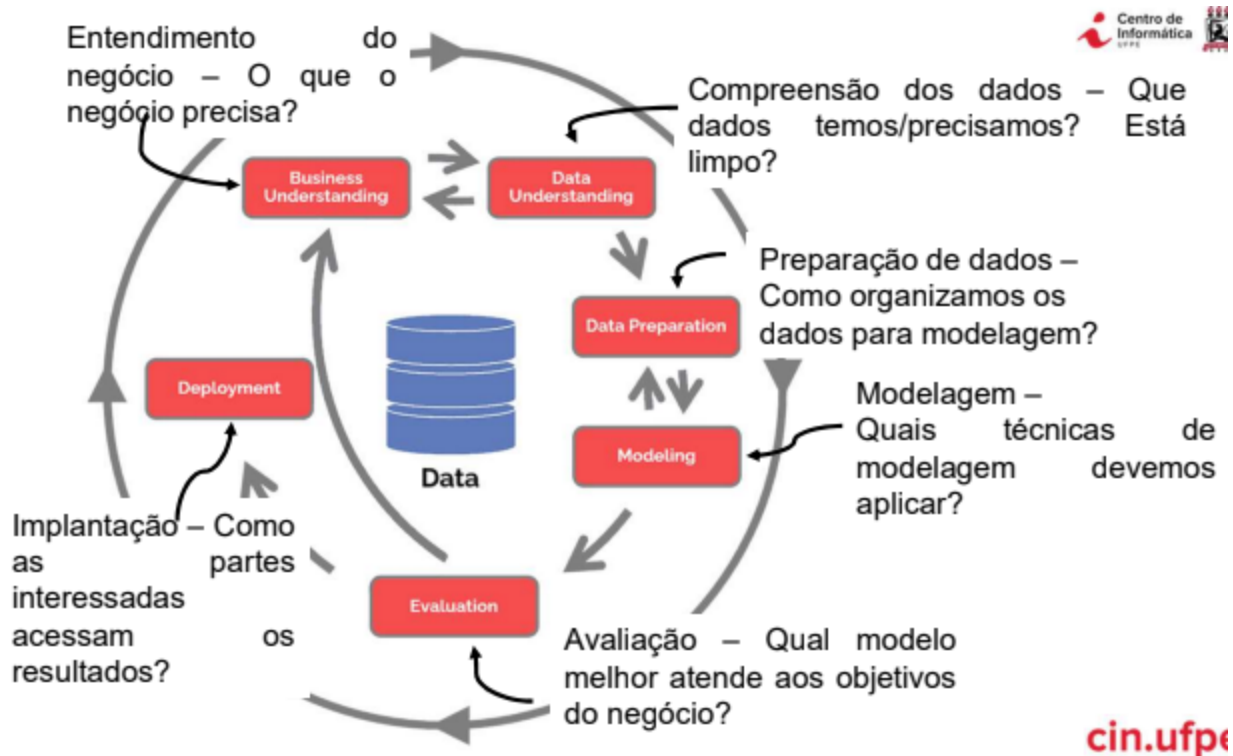 Centro de
Informática
UFPE
Entendimento do
negócio – O que o
negócio precisa?
Compreensão dos dados – Que
dados temos/precisamos? Está
limpo?
Business
Understanding
Data
Understanding
Preparação de dados –
Como organizamos os
dados para modelagem?
Data Preparation
Deployment
Modelagem –
Quais técnicas de
modelagem devemos
aplicar?
Modeling
Data
Implantação – Como
as partes
interessadas
acessam os
resultados?
Evaluation
Avaliação – Qual modelo
melhor atende aos objetivos
do negócio?
cin.ufpe